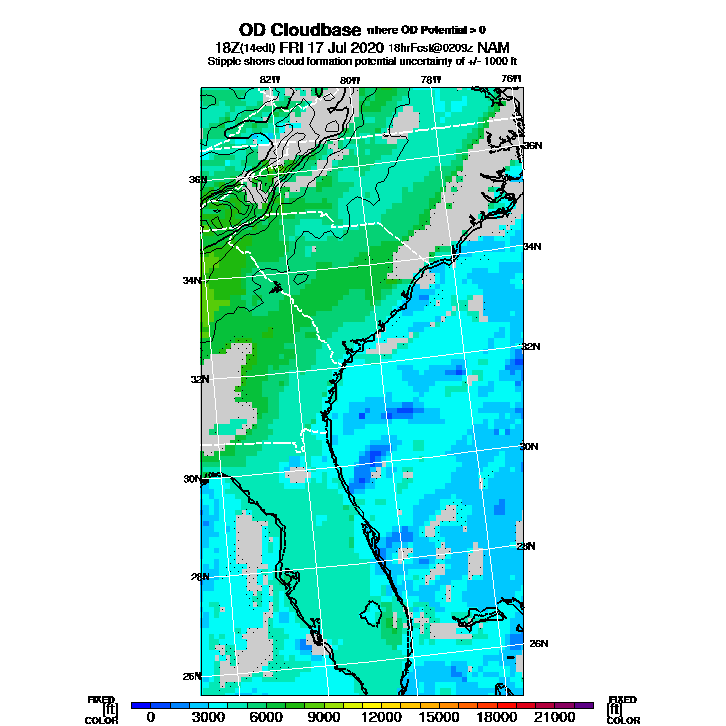 OD Cloudbase where OD Potential > 0
18Z(14edt) FRI 17 Jul 2020 18hrFcst@0209z NAM
Stipple shows cloud formation potential uncertainty of +/- 1000 ft
82W 80W 78W 76W
36N
36N
34N
34N
32N
32N
30N
30N
28N
28N
26N
26N
FIXED FIXED
[ft] 0 3000 6000 9000 12000 15000 18000 21000 [ft]
COLOR COLOR